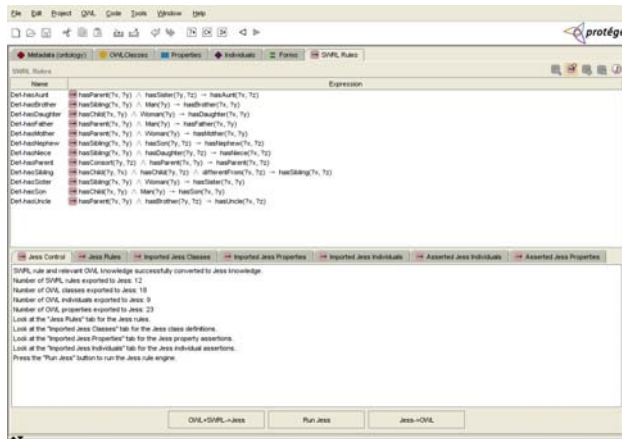 File Edit Project OWL Code Tools Window Help
protégé
Metadata (ontology) OWLClasses Properties Individuals Forms SWRL Rules
SWRL Rules
Name Expression
Def-hasAunt hasParent(?x, ?y) ∧ hasSister(?y, ?z) → hasAunt(?x, ?z)
Def-hasBrother hasSibling(?x, ?y) ∧ Man(?y) → hasBrother(?x, ?y)
Def-hasDaughter hasChild(?x, ?y) ∧ Woman(?y) → hasDaughter(?x, ?y)
Def-hasFather hasParent(?x, ?y) ∧ Man(?y) → hasFather(?x, ?y)
Def-hasMother hasParent(?x, ?y) ∧ Woman(?y) → hasMother(?x, ?y)
Def-hasNephew hasSibling(?x, ?y) ∧ hasSon(?y, ?z) → hasNephew(?x, ?z)
Def-hasNiece hasSibling(?x, ?y) ∧ hasDaughter(?y, ?z) → hasNiece(?x, ?z)
Def-hasParent hasConsort(?y, ?z) ∧ hasParent(?x, ?y) → hasParent(?x, ?z)
Def-hasSibling hasChild(?y, ?x) ∧ hasChild(?y, ?z) ∧ differentFrom(?x, ?z) → hasSibling(?x, ?z)
Def-hasSister hasSibling(?x, ?y) ∧ Woman(?y) → hasSister(?x, ?y)
Def-hasSon hasChild(?x, ?y) ∧ Man(?y) → hasSon(?x, ?y)
Def-hasUncle hasParent(?x, ?y) ∧ hasBrother(?y, ?z) → hasUncle(?x, ?z)
Jess Control Jess Rules Imported Jess Classes Imported Jess Properties Imported Jess Individuals Asserted Jess Individuals Asserted Jess Properties
SWRL rule and relevant OWL knowledge successfully converted to Jess knowledge.
Number of SWRL rules exported to Jess: 12
Number of OWL classes exported to Jess: 18
Number of OWL individuals exported to Jess: 9
Number of OWL properties exported to Jess: 23
Look at the "Jess Rules" tab for the Jess rules.
Look at the "Imported Jess Classes" tab for the Jess class definitions.
Look at the "Imported Jess Properties" tab for the Jess property assertions.
Look at the "Imported Jess Individuals" tab for the Jess individual assertions.
Press the "Run Jess" button to run the Jess rule engine.
OWL+SWRL->Jess Run Jess Jess->OWL